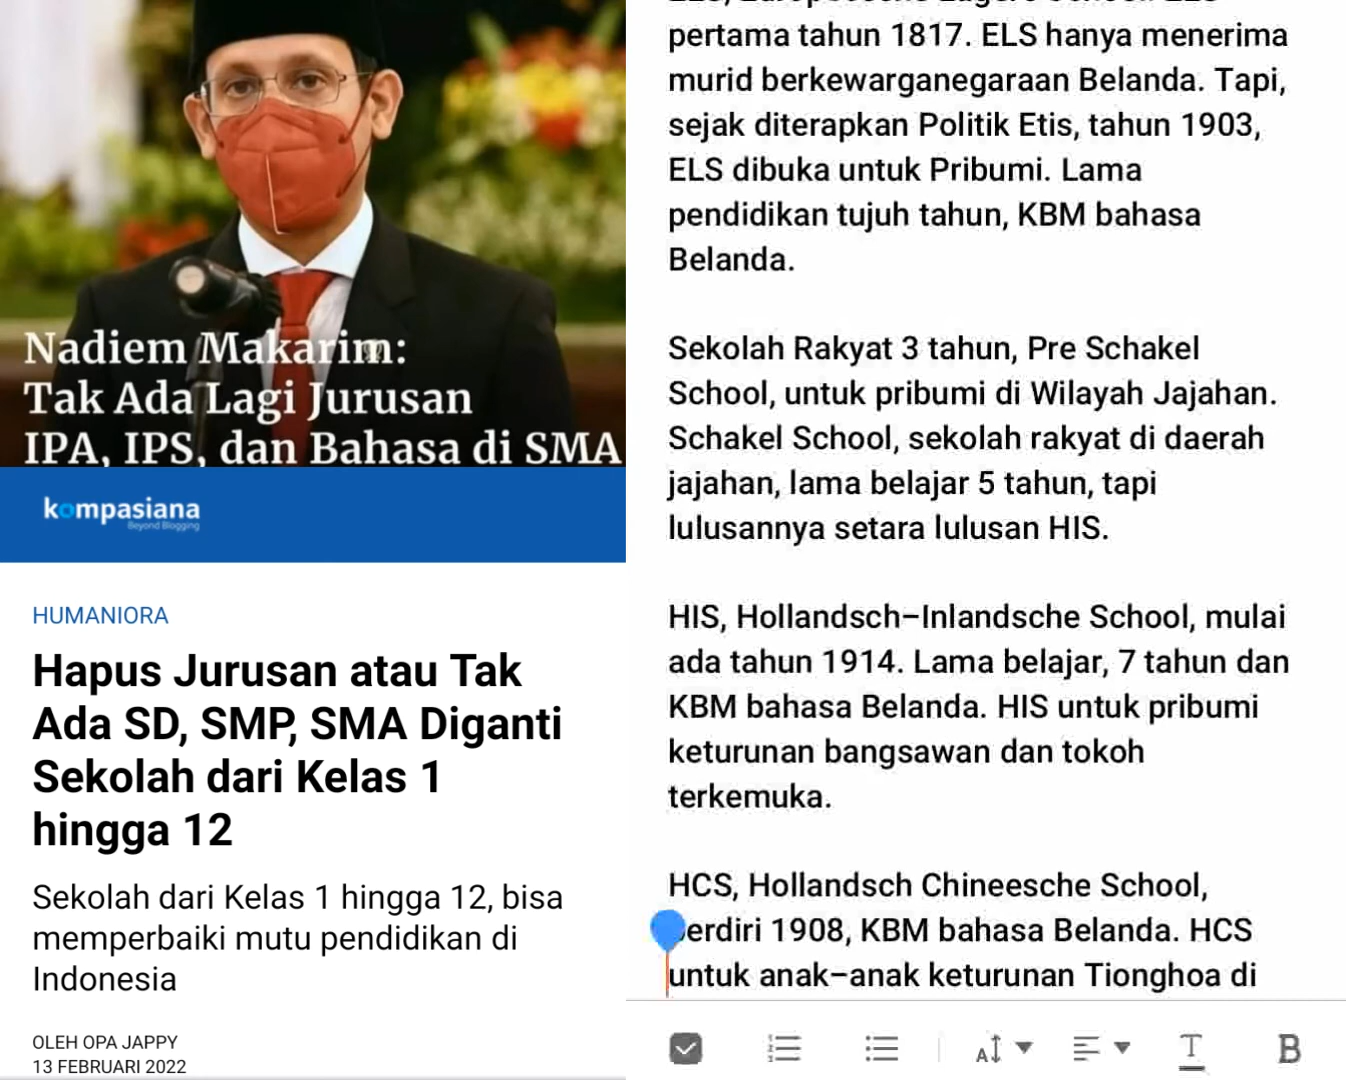 Nadiem Makarim:
Tak Ada Lagi Jurusan
IPA, IPS, dan Bahasa di SMA
kompasiana
Beyond Blogging
HUMANIORA
Hapus Jurusan atau Tak
Ada SD, SMP, SMA Diganti
Sekolah dari Kelas 1
hingga 12
Sekolah dari Kelas 1 hingga 12, bisa
memperbaiki mutu pendidikan di
Indonesia
OLEH OPA JAPPY
13 FEBRUARI 2022
pertama tahun 1817. ELS hanya menerima
murid berkewarganegaraan Belanda. Tapi,
sejak diterapkan Politik Etis, tahun 1903,
ELS dibuka untuk Pribumi. Lama
pendidikan tujuh tahun, KBM bahasa
Belanda.
Sekolah Rakyat 3 tahun, Pre Schakel
School, untuk pribumi di Wilayah Jajahan.
Schakel School, sekolah rakyat di daerah
jajahan, lama belajar 5 tahun, tapi
lulusannya setara lulusan HIS.
HIS, Hollandsch–Inlandsche School, mulai
ada tahun 1914. Lama belajar, 7 tahun dan
KBM bahasa Belanda. HIS untuk pribumi
keturunan bangsawan dan tokoh
terkemuka.
HCS, Hollandsch Chineesche School,
erdiri 1908, KBM bahasa Belanda. HCS
untuk anak–anak keturunan Tionghoa di